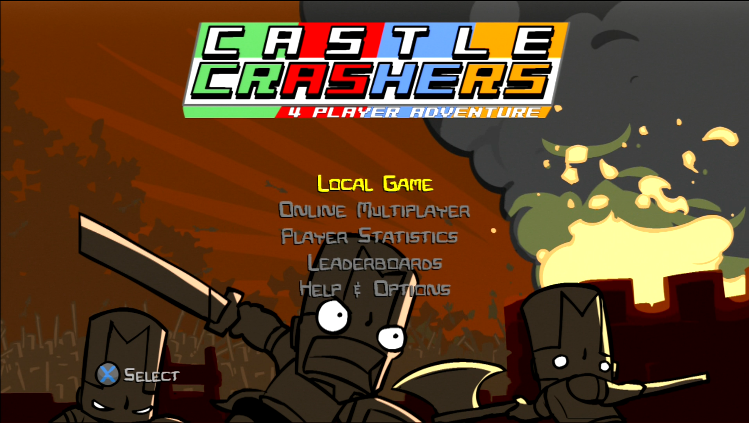 CASTLE
CRASHERS
4 PLAYER ADVENTURE
LOCAL GAME
ONLINE MULTIPLAYER
PLAYER STATISTICS
LEADERBOARDS
HELP & OPTIONS
SELECT